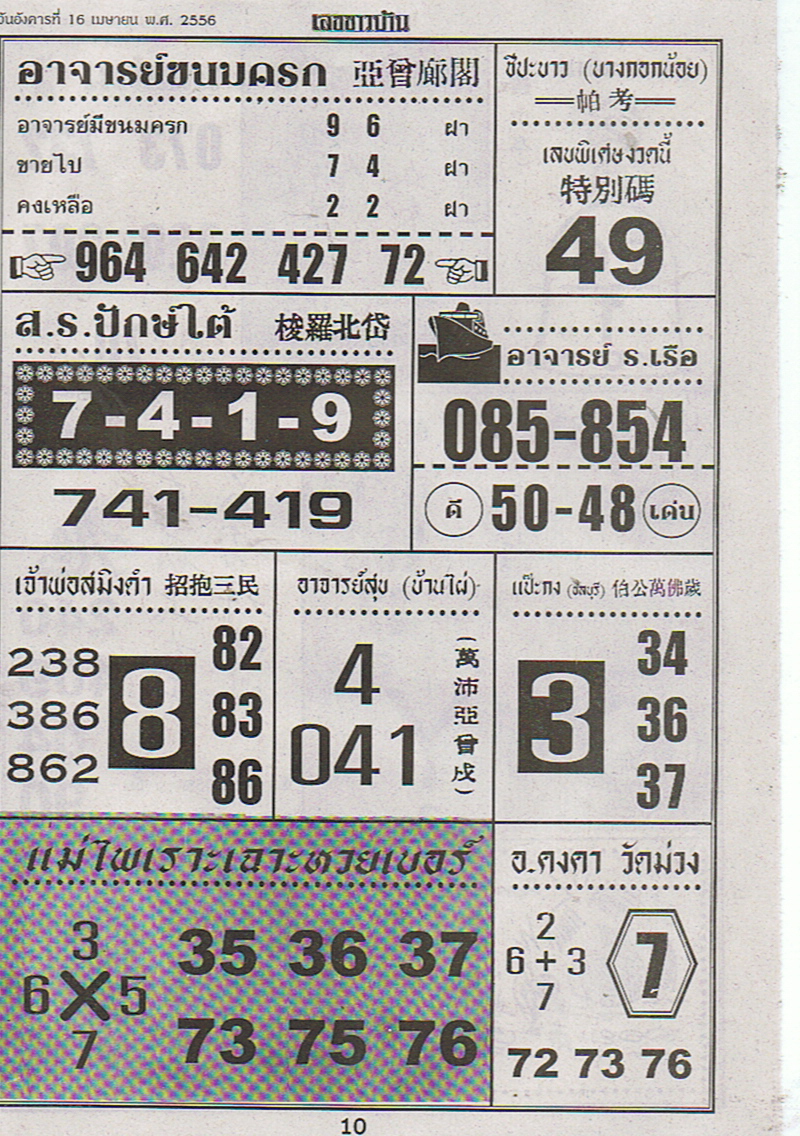 วันอังคารที่ 16 เมษายน พ.ศ. 2556
เลขชาวบ้าน
อาจารย์ขนมครก 亞曾廊閣
อาจารย์มีขนมครก 9 6 ฝา
ขายไป 7 4 ฝา
คงเหลือ 2 2 ฝา
964 642 427 72
ชีปะขาว (บางกอกน้อย)
帕考
เลขพิเศษงวดนี้
特別碼
49
ส.ร.ปักษ์ใต้ 梭羅北岱
7-4-1-9
741-419
อาจารย์ ร.เรือ
085-854
ดี 50-48 เด่น
เจ้าพ่อสมิงดำ 招抱三民
238
386
862
8
82
83
86
อาจารย์สุข (บ้านไผ่)
4
041
(萬沛亞曾戍)
แป๊ะกง (ชลบุรี) 伯公萬佛歲
3
34
36
37
แม่ไพเราะเฉาะหวยเบอร์
3
6 X 5
7
35 36 37
73 75 76
อ.คงคา วัดม่วง
2
6 + 3
7
7
72 73 76
10